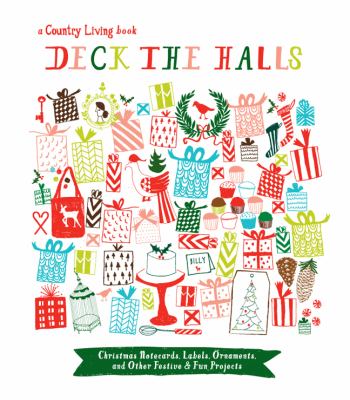 a Country Living book
DECK THE HALLS
BILLY
Christmas Notecards, Labels, Ornaments,
and Other Festive & Fun Projects